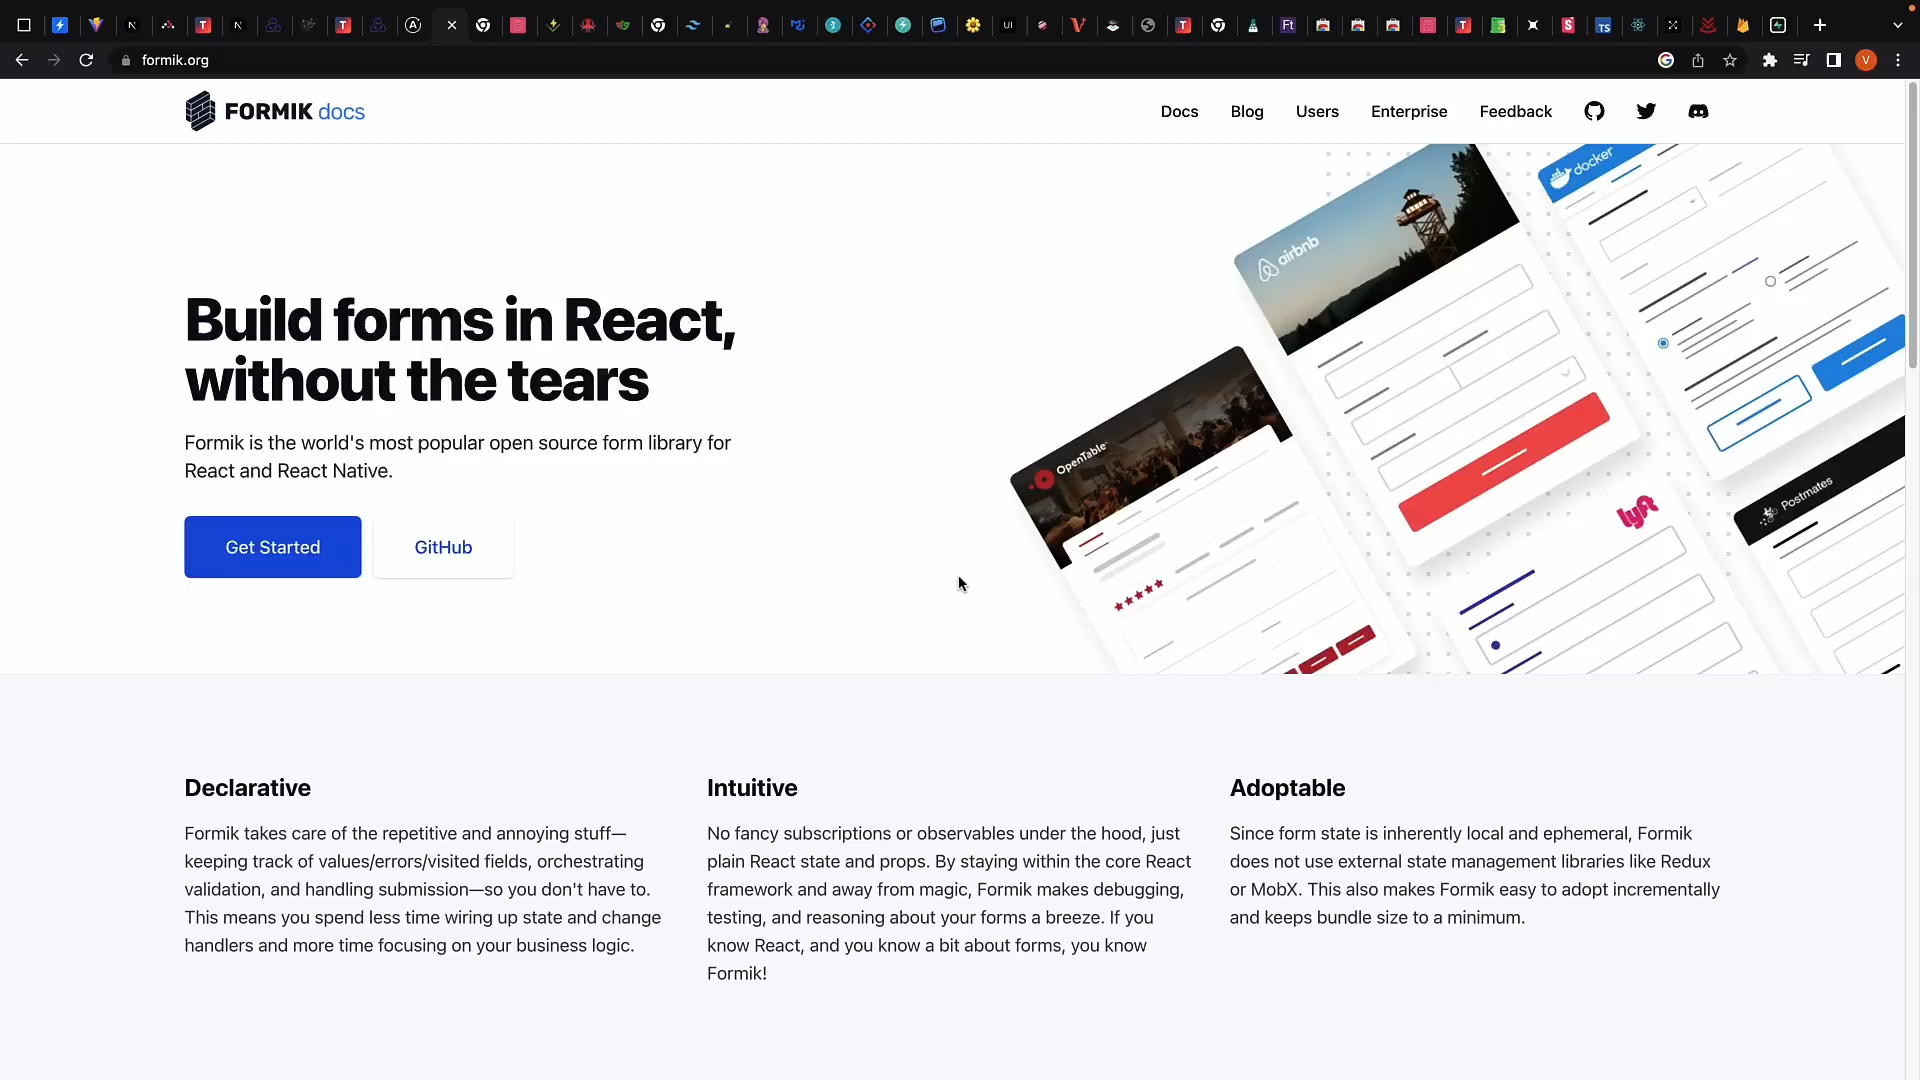 formik.org
V
FORMIK docs
Docs
Blog
Users
Enterprise
Feedback
Build forms in React,
without the tears
Formik is the world's most popular open source form library for
React and React Native.
Get Started
GitHub
docker
airbnb
OpenTable
Postmates
lyft
Declarative
Formik takes care of the repetitive and annoying stuff—
keeping track of values/errors/visited fields, orchestrating
validation, and handling submission—so you don't have to.
This means you spend less time wiring up state and change
handlers and more time focusing on your business logic.
Intuitive
No fancy subscriptions or observables under the hood, just
plain React state and props. By staying within the core React
framework and away from magic, Formik makes debugging,
testing, and reasoning about your forms a breeze. If you
know React, and you know a bit about forms, you know
Formik!
Adoptable
Since form state is inherently local and ephemeral, Formik
does not use external state management libraries like Redux
or MobX. This also makes Formik easy to adopt incrementally
and keeps bundle size to a minimum.